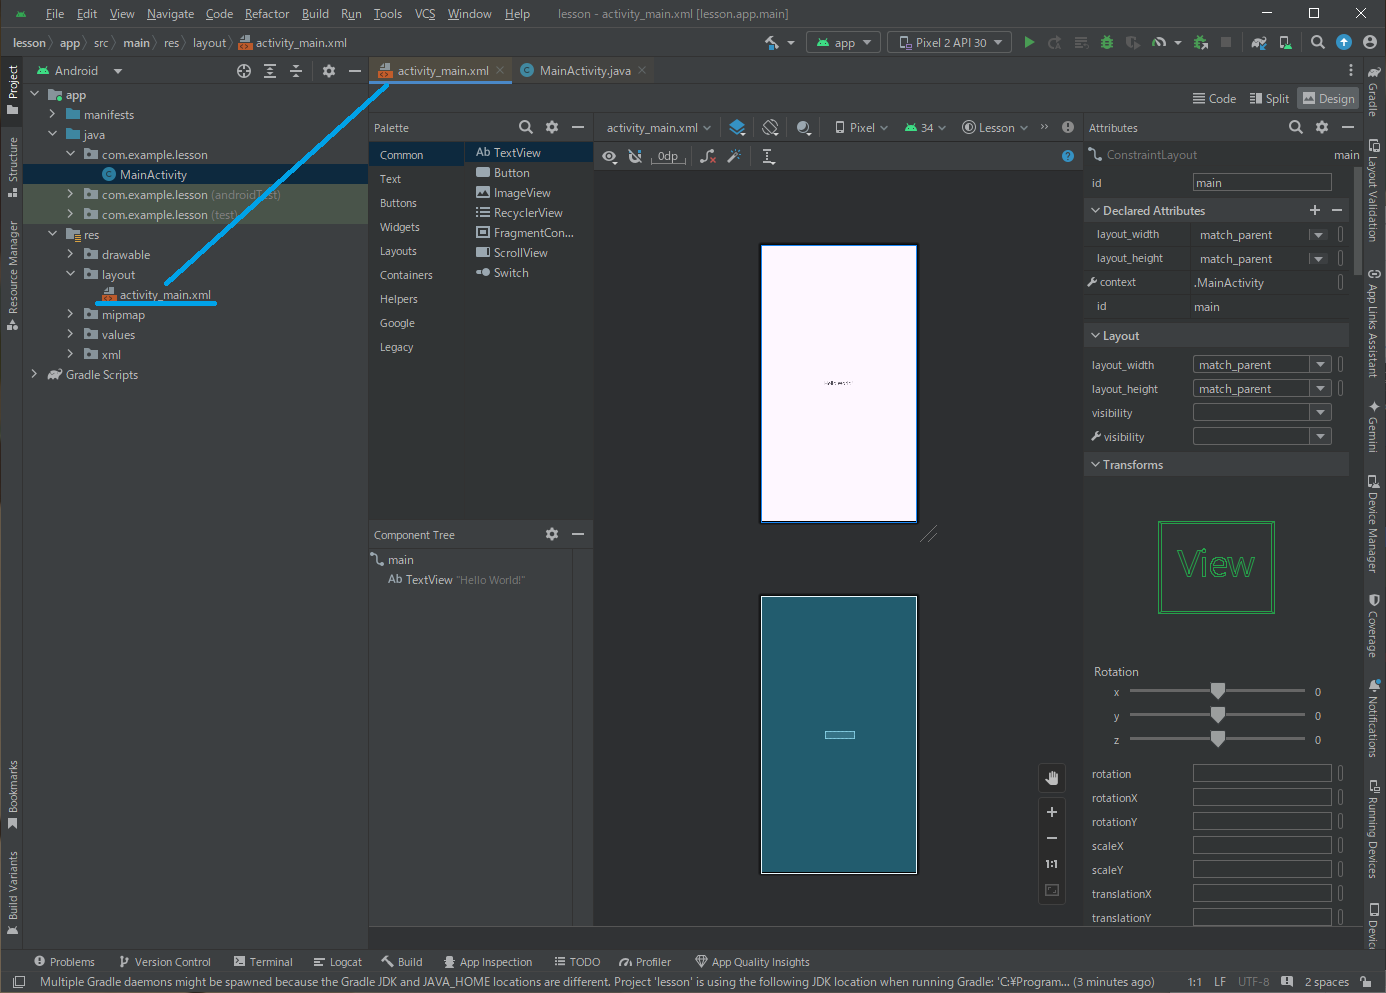 File Edit View Navigate Code Refactor Build Run Tools VCS Window Help lesson - activity_main.xml [lesson.app.main]
lesson app src main res layout activity_main.xml app Pixel 2 API 30
Project
Structure
Resource Manager
Bookmarks
Build Variants
Android
app
manifests
java
com.example.lesson
MainActivity
com.example.lesson (androidTest)
com.example.lesson (test)
res
drawable
layout
activity_main.xml
mipmap
values
xml
Gradle Scripts
activity_main.xml MainActivity.java
Code Split Design
Palette
Common
Text
Buttons
Widgets
Layouts
Containers
Helpers
Google
Legacy
Ab TextView
Button
ImageView
RecyclerView
FragmentCon...
ScrollView
Switch
Component Tree
main
Ab TextView "Hello World!"
activity_main.xml Pixel 34 Lesson
0dp
Hello World!
1:1
Attributes
ConstraintLayout main
id main
Declared Attributes
layout_width match_parent
layout_height match_parent
context .MainActivity
id main
Layout
layout_width match_parent
layout_height match_parent
visibility
visibility
Transforms
View
Rotation
x 0
y 0
z 0
rotation
rotationX
rotationY
scaleX
scaleY
translationX
translationY
Gradle
Layout Validation
App Links Assistant
Gemini
Device Manager
Coverage
Notifications
Running Devices
Problems Version Control Terminal Logcat Build App Inspection TODO Profiler App Quality Insights
Multiple Gradle daemons might be spawned because the Gradle JDK and JAVA_HOME locations are different. Project 'lesson' is using the following JDK location when running Gradle: 'C:¥Program... (3 minutes ago) 1:1 LF UTF-8 2 spaces